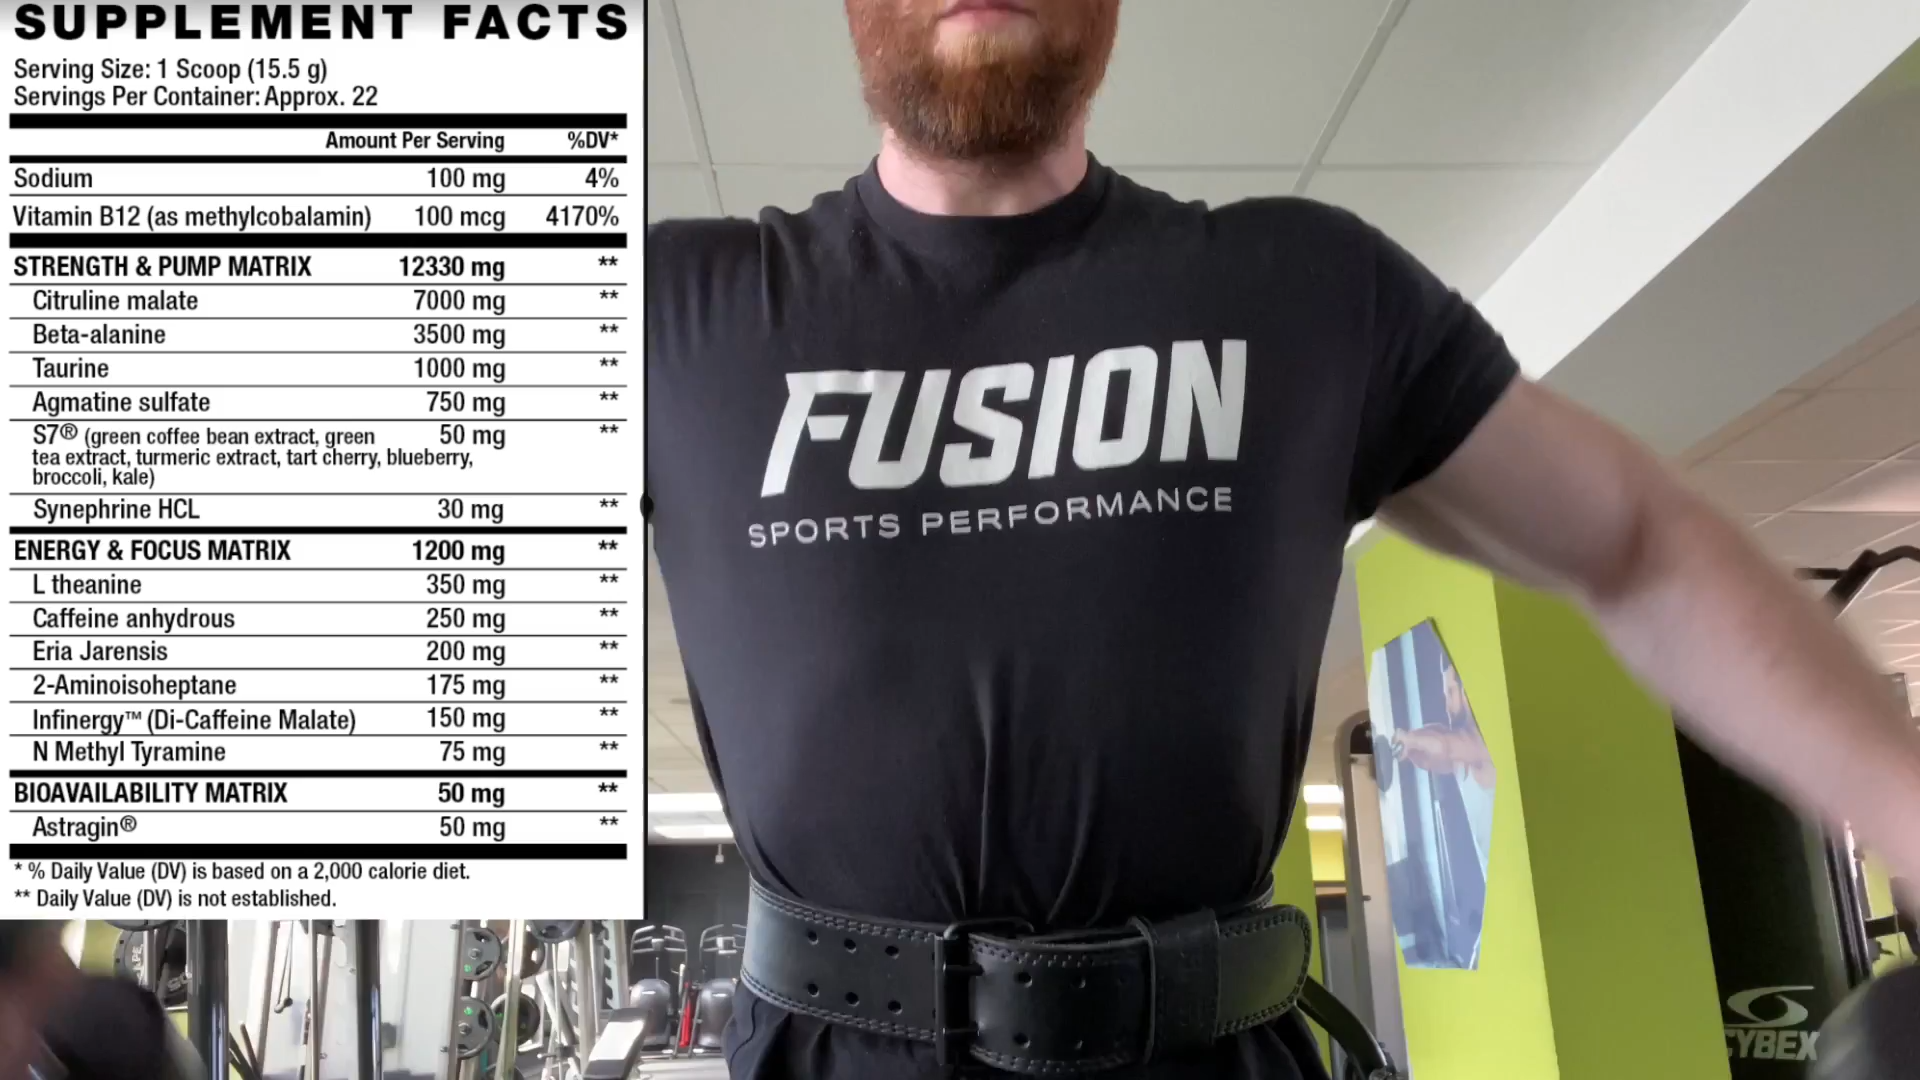 SUPPLEMENT FACTS
Serving Size: 1 Scoop (15.5 g)
Servings Per Container: Approx. 22
Amount Per Serving %DV*
Sodium 100 mg 4%
Vitamin B12 (as methylcobalamin) 100 mcg 4170%
STRENGTH & PUMP MATRIX 12330 mg **
Citruline malate 7000 mg **
Beta-alanine 3500 mg **
Taurine 1000 mg **
Agmatine sulfate 750 mg **
S7® (green coffee bean extract, green 50 mg **
tea extract, turmeric extract, tart cherry, blueberry,
broccoli, kale)
Synephrine HCL 30 mg **
ENERGY & FOCUS MATRIX 1200 mg **
L theanine 350 mg **
Caffeine anhydrous 250 mg **
Eria Jarensis 200 mg **
2-Aminoisoheptane 175 mg **
Infinergy™ (Di-Caffeine Malate) 150 mg **
N Methyl Tyramine 75 mg **
BIOAVAILABILITY MATRIX 50 mg **
Astragin® 50 mg **
* % Daily Value (DV) is based on a 2,000 calorie diet.
** Daily Value (DV) is not established.
FUSION
SPORTS PERFORMANCE
CYBEX